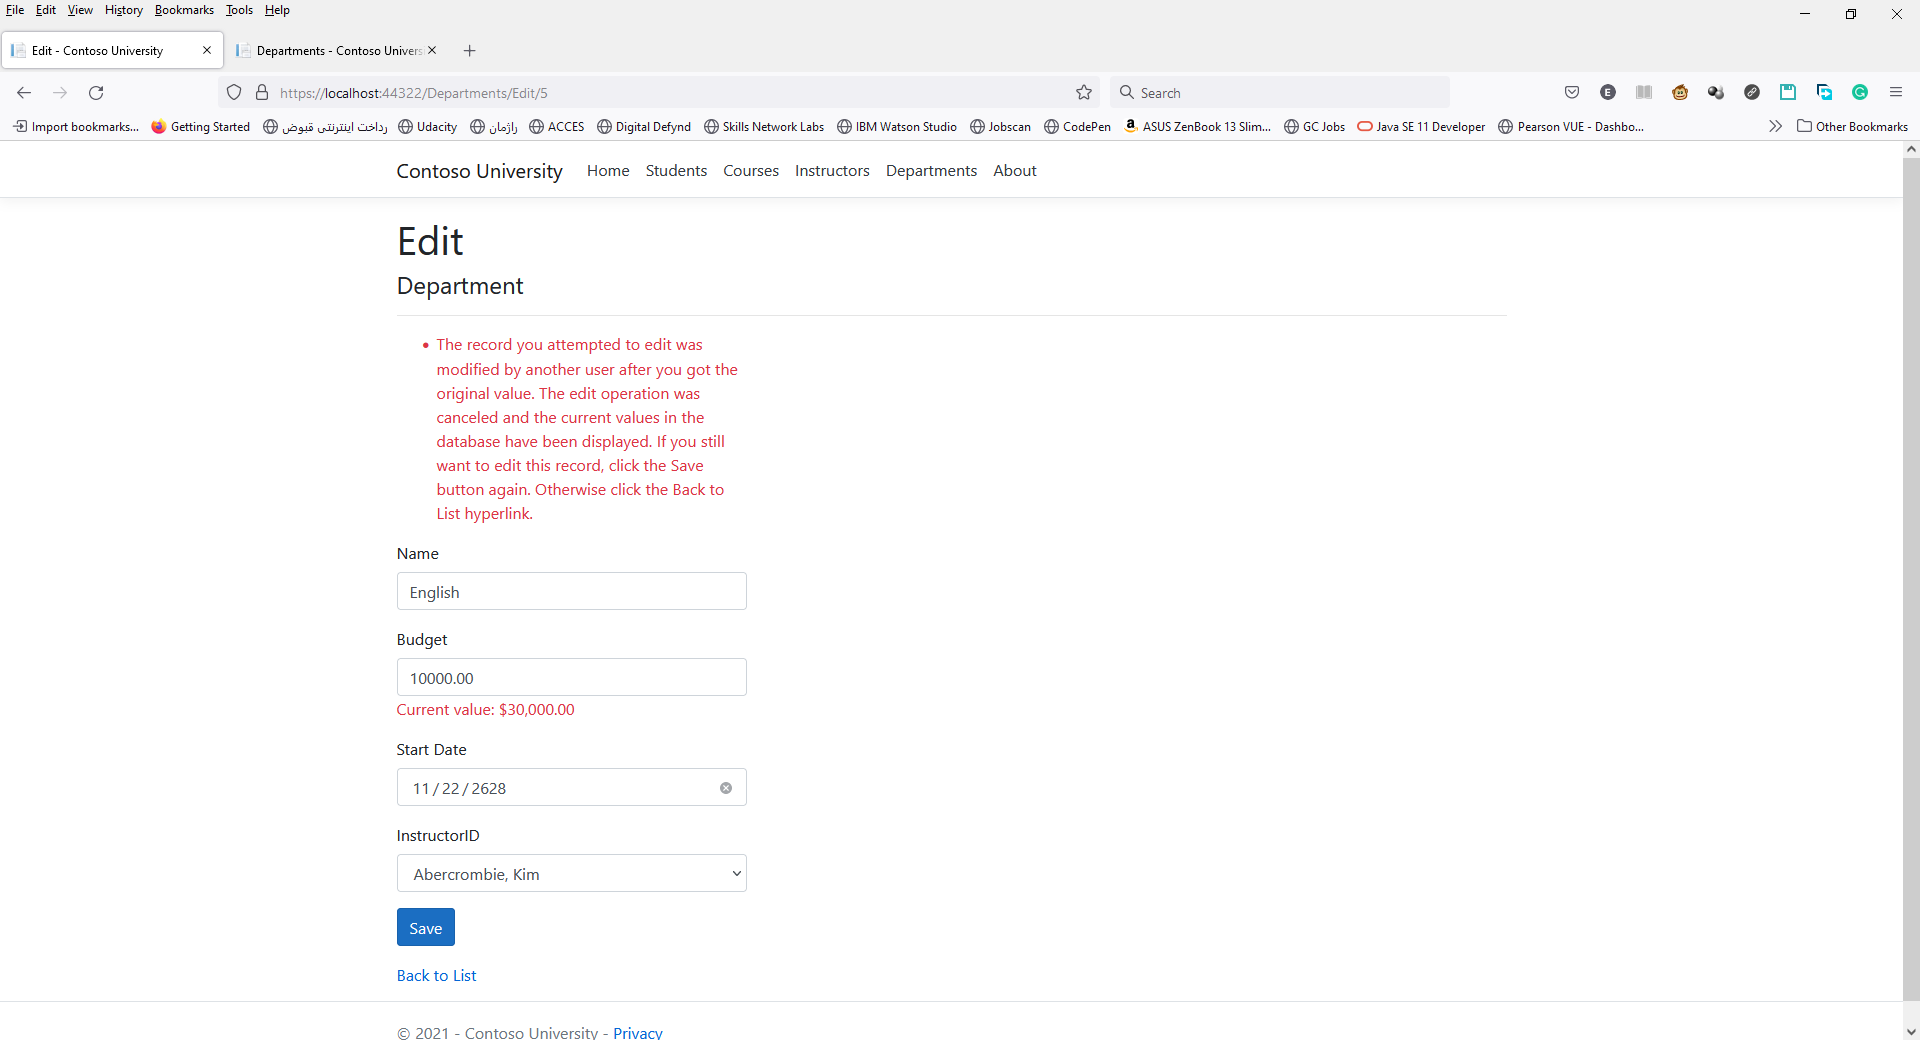 File Edit View History Bookmarks Tools Help
Edit - Contoso University
Departments - Contoso Univers
https://localhost:44322/Departments/Edit/5
Search
Import bookmarks... Getting Started رداخت اینترنتی قبوض Udacity راژمان ACCES Digital Defynd Skills Network Labs IBM Watson Studio Jobscan CodePen ASUS ZenBook 13 Slim... GC Jobs Java SE 11 Developer Pearson VUE - Dashbo... Other Bookmarks
Contoso University Home Students Courses Instructors Departments About
Edit
Department
The record you attempted to edit was
modified by another user after you got the
original value. The edit operation was
canceled and the current values in the
database have been displayed. If you still
want to edit this record, click the Save
button again. Otherwise click the Back to
List hyperlink.
Name
English
Budget
10000.00
Current value: $30,000.00
Start Date
11 / 22 / 2628
InstructorID
Abercrombie, Kim
Save
Back to List
© 2021 - Contoso University - Privacy